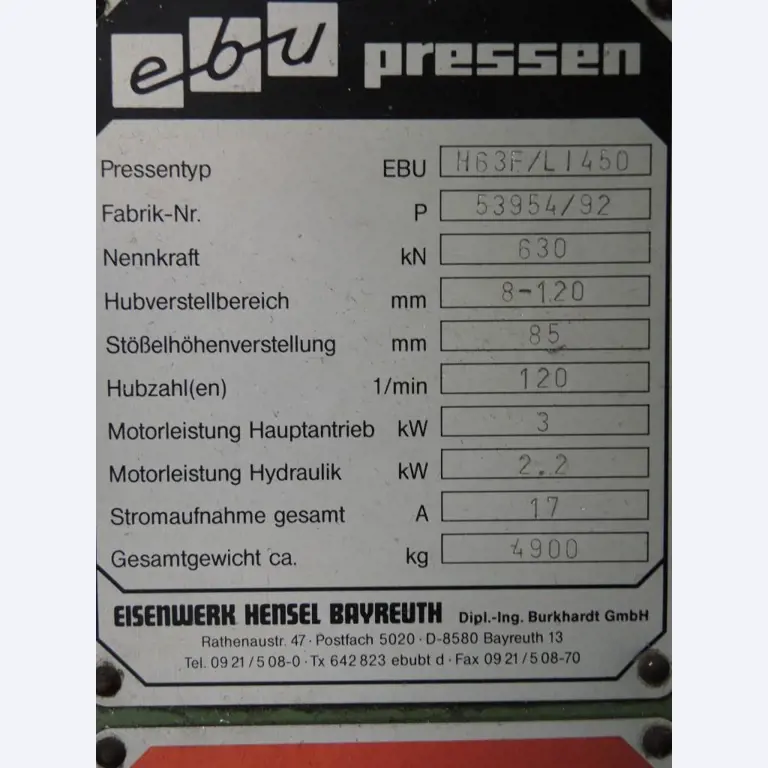 ebu pressen
Pressentyp EBU H63F/LI450
Fabrik-Nr. P 53954/92
Nennkraft kN 630
Hubverstellbereich mm 8-120
Stößelhöhenverstellung mm 85
Hubzahl(en) 1/min 120
Motorleistung Hauptantrieb kW 3
Motorleistung Hydraulik kW 2.2
Stromaufnahme gesamt A 17
Gesamtgewicht ca. kg 4900
EISENWERK HENSEL BAYREUTH Dipl.-Ing. Burkhardt GmbH
Rathenaustr. 47 · Postfach 5020 · D-8580 Bayreuth 13
Tel. 09 21 / 5 08-0 · Tx 642 823 ebubt d · Fax 09 21 / 5 08-70